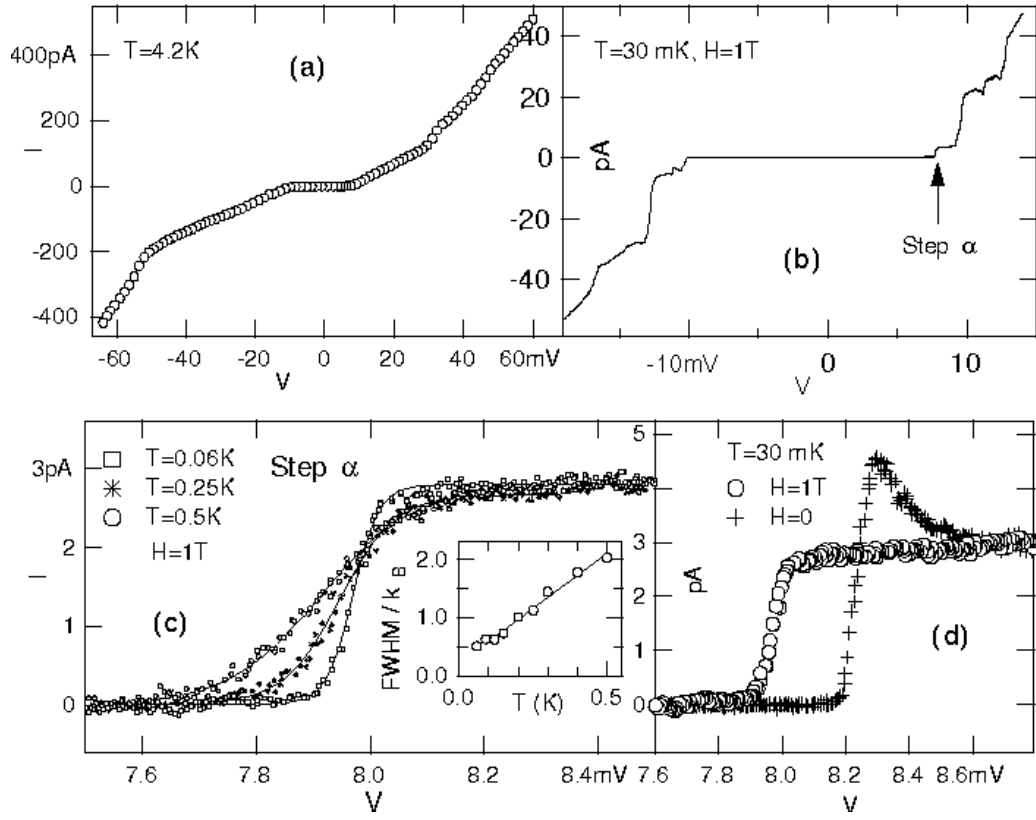 400pA
200
0
-200
-400
I
T=4.2K
(a)
-60
-40
-20
0
20
40
60mV
V
40
20
0
-20
-40
pA
T=30 mK, H=1T
Step α
(b)
-10mV
0
10
V
3pA
2
1
0
I
T=0.06K
T=0.25K
T=0.5K
H=1T
Step α
(c)
7.6
7.8
8.0
8.2
8.4mV
V
2.0
1.0
0.0
FWHM / k B
0.0
0.5
T (K)
5
4
3
2
1
0
pA
T=30 mK
H=1T
H=0
(d)
7.6
7.8
8.0
8.2
8.4
8.6mV
V